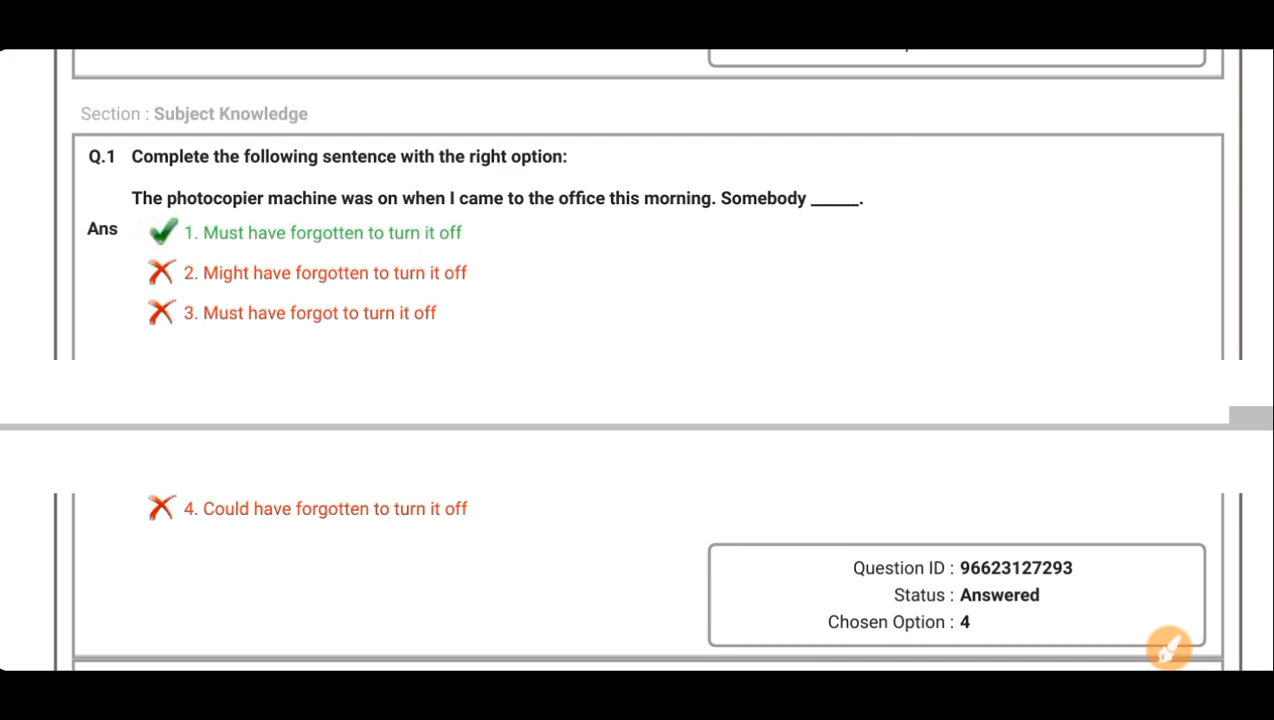 Section : Subject Knowledge
Q.1 Complete the following sentence with the right option:
The photocopier machine was on when I came to the office this morning. Somebody _____.
Ans 1. Must have forgotten to turn it off
2. Might have forgotten to turn it off
3. Must have forgot to turn it off
4. Could have forgotten to turn it off
Question ID : 96623127293
Status : Answered
Chosen Option : 4